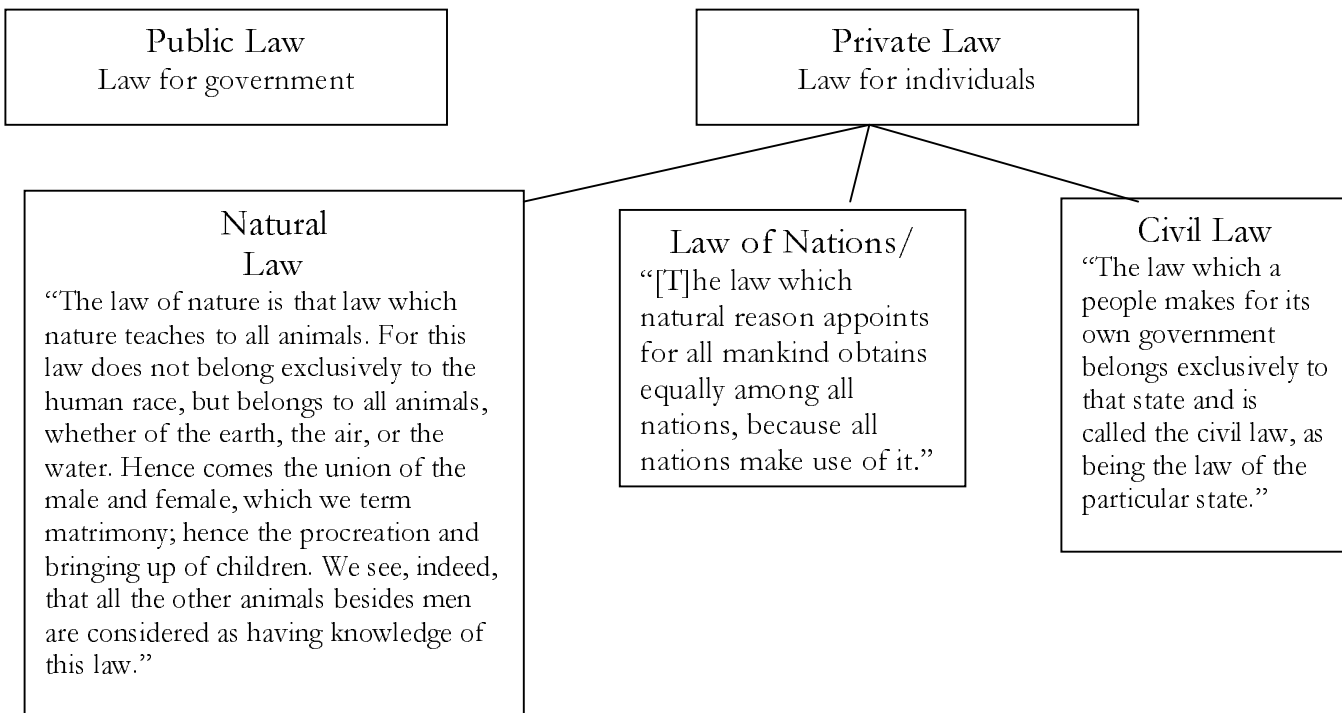 Public Law
Law for government
Private Law
Law for individuals
Natural
Law
“The law of nature is that law which
nature teaches to all animals. For this
law does not belong exclusively to the
human race, but belongs to all animals,
whether of the earth, the air, or the
water. Hence comes the union of the
male and female, which we term
matrimony; hence the procreation and
bringing up of children. We see, indeed,
that all the other animals besides men
are considered as having knowledge of
this law.”
Law of Nations/
“[T]he law which
natural reason appoints
for all mankind obtains
equally among all
nations, because all
nations make use of it.”
Civil Law
“The law which a
people makes for its
own government
belongs exclusively to
that state and is
called the civil law, as
being the law of the
particular state.”